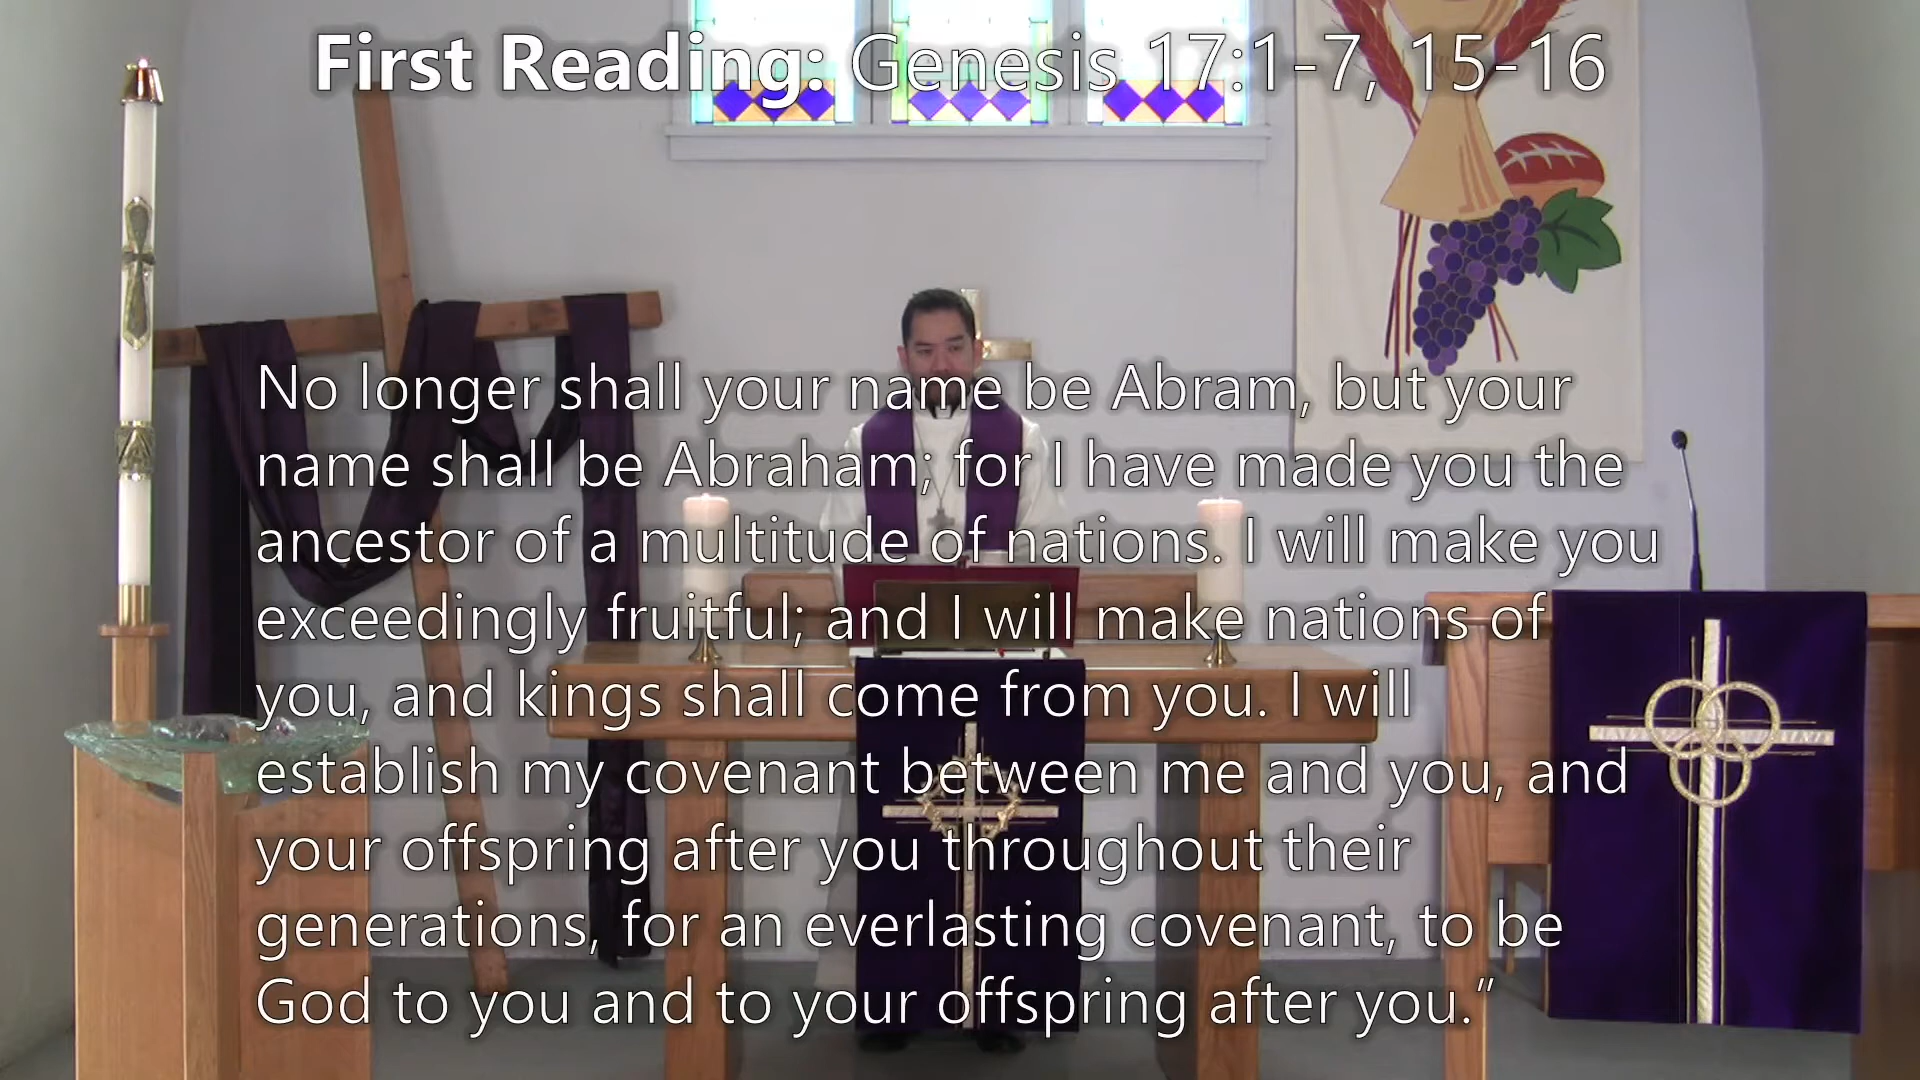 First Reading: Genesis 17:1-7, 15-16
No longer shall your name be Abram, but your
name shall be Abraham; for I have made you the
ancestor of a multitude of nations. I will make you
exceedingly fruitful; and I will make nations of
you, and kings shall come from you. I will
establish my covenant between me and you, and
your offspring after you throughout their
generations, for an everlasting covenant, to be
God to you and to your offspring after you.”